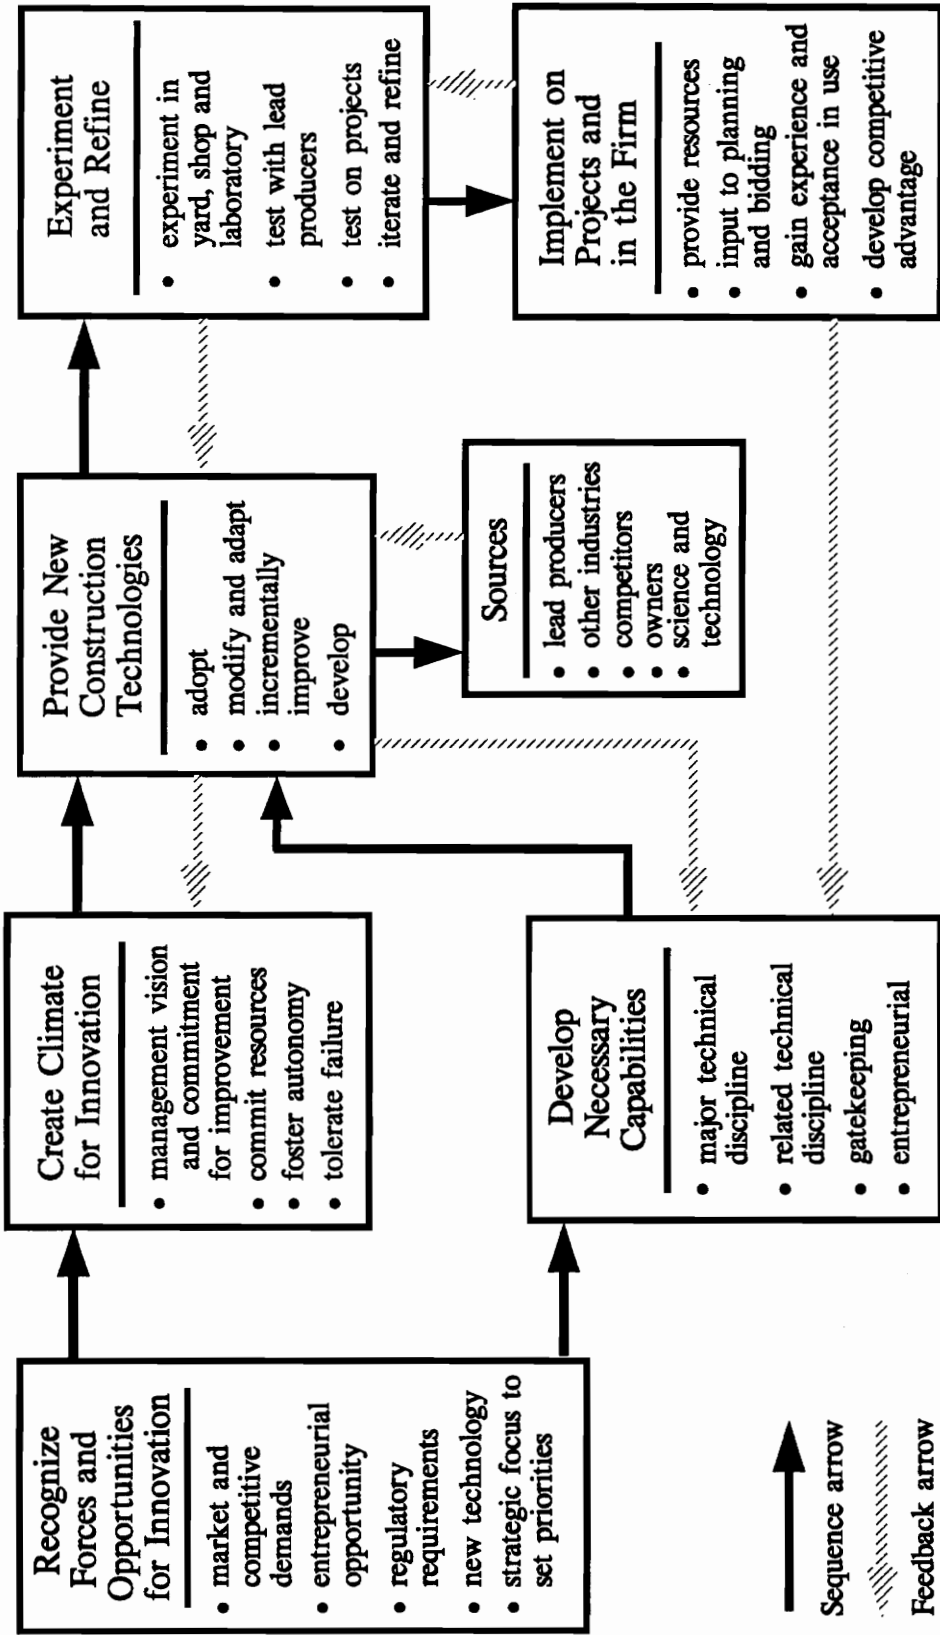 Recognize
Forces and
Opportunities
for Innovation
• market and
competitive
demands
• entrepreneurial
opportunity
• regulatory
requirements
• new technology
• strategic focus to
set priorities
Create Climate
for Innovation
• management vision
and commitment
for improvement
• commit resources
• foster autonomy
• tolerate failure
Develop
Necessary
Capabilities
• major technical
discipline
• related technical
discipline
• gatekeeping
• entrepreneurial
Provide New
Construction
Technologies
• adopt
• modify and adapt
• incrementally
improve
• develop
Sources
• lead producers
• other industries
• competitors
• owners
• science and
technology
Experiment
and Refine
• experiment in
yard, shop and
laboratory
• test with lead
producers
• test on projects
• iterate and refine
Implement on
Projects and
in the Firm
• provide resources
• input to planning
and bidding
• gain experience and
acceptance in use
• develop competitive
advantage
Sequence arrow
Feedback arrow